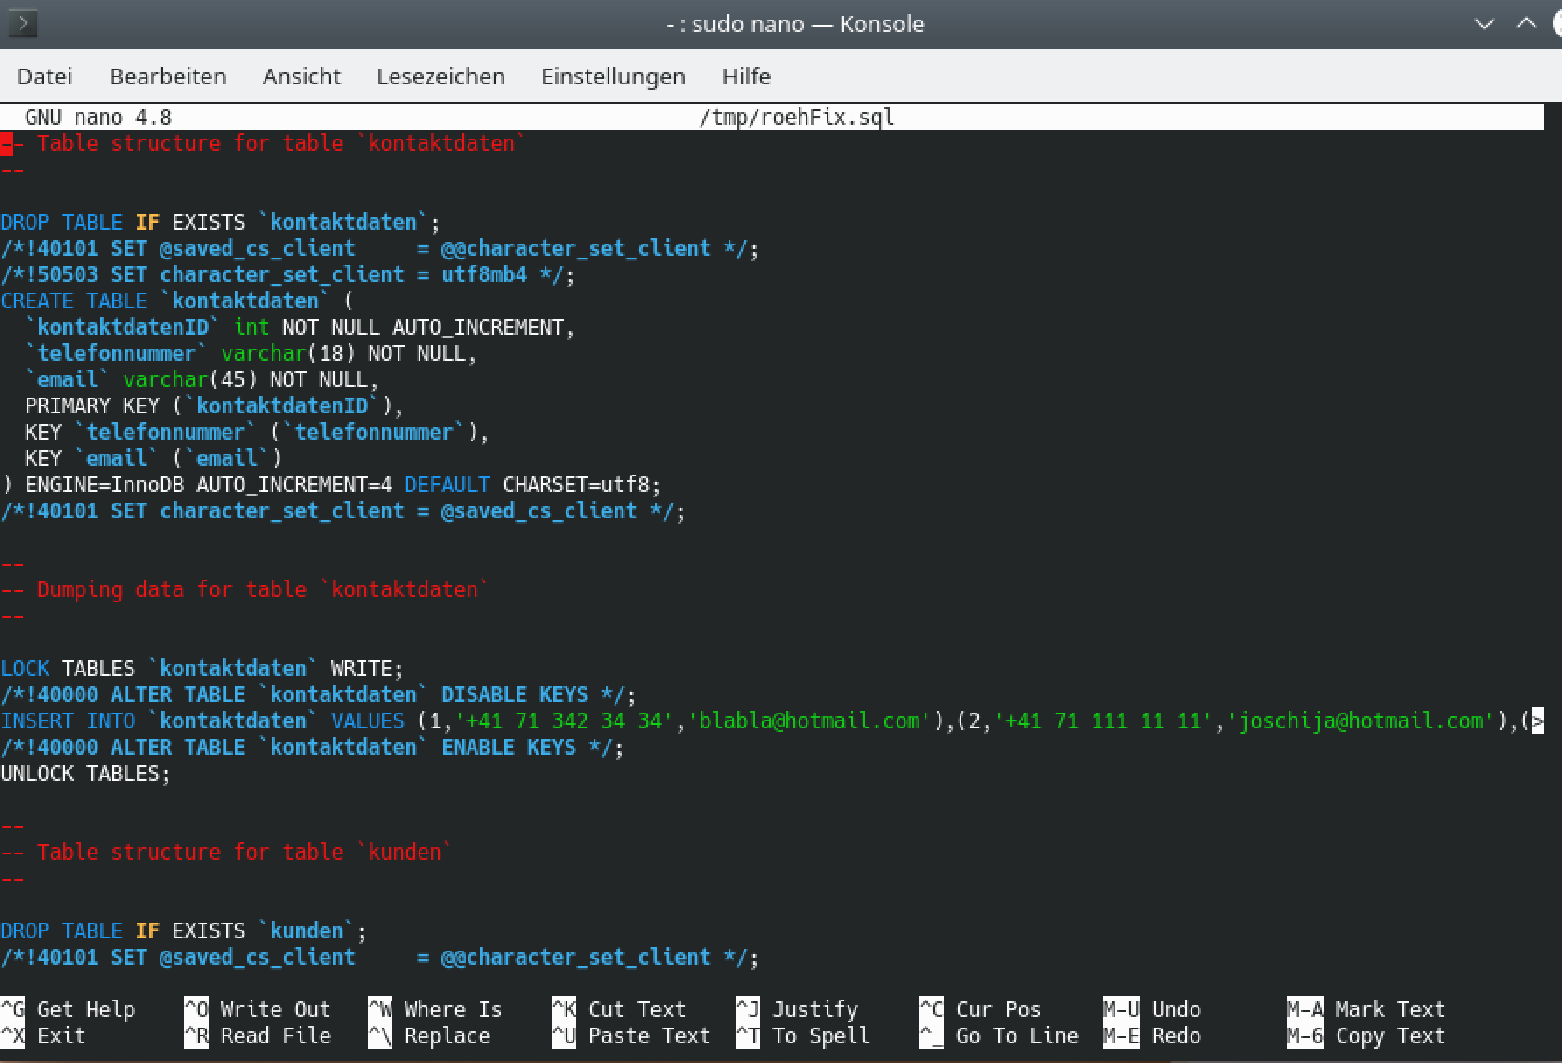 - : sudo nano — Konsole
Datei Bearbeiten Ansicht Lesezeichen Einstellungen Hilfe
GNU nano 4.8 /tmp/roehFix.sql
-- Table structure for table `kontaktdaten`
--
DROP TABLE IF EXISTS `kontaktdaten`;
/*!40101 SET @saved_cs_client     = @@character_set_client */;
/*!50503 SET character_set_client = utf8mb4 */;
CREATE TABLE `kontaktdaten` (
  `kontaktdatenID` int NOT NULL AUTO_INCREMENT,
  `telefonnummer` varchar(18) NOT NULL,
  `email` varchar(45) NOT NULL,
  PRIMARY KEY (`kontaktdatenID`),
  KEY `telefonnummer` (`telefonnummer`),
  KEY `email` (`email`)
) ENGINE=InnoDB AUTO_INCREMENT=4 DEFAULT CHARSET=utf8;
/*!40101 SET character_set_client = @saved_cs_client */;
--
-- Dumping data for table `kontaktdaten`
--
LOCK TABLES `kontaktdaten` WRITE;
/*!40000 ALTER TABLE `kontaktdaten` DISABLE KEYS */;
INSERT INTO `kontaktdaten` VALUES (1,'+41 71 342 34 34','blabla@hotmail.com'),(2,'+41 71 111 11 11','joschija@hotmail.com'),(>
/*!40000 ALTER TABLE `kontaktdaten` ENABLE KEYS */;
UNLOCK TABLES;
--
-- Table structure for table `kunden`
--
DROP TABLE IF EXISTS `kunden`;
/*!40101 SET @saved_cs_client     = @@character_set_client */;
^G Get Help ^O Write Out ^W Where Is ^K Cut Text ^J Justify ^C Cur Pos M-U Undo M-A Mark Text
^X Exit ^R Read File ^\ Replace ^U Paste Text ^T To Spell ^_ Go To Line M-E Redo M-6 Copy Text